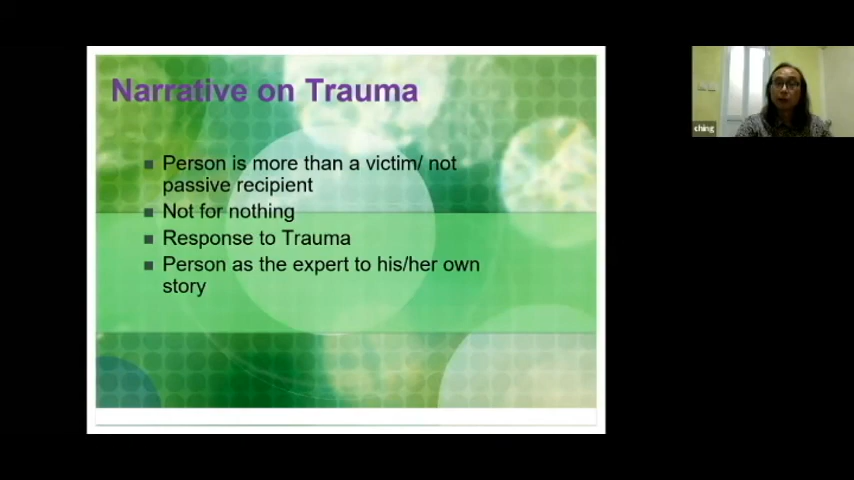 Narrative on Trauma
Person is more than a victim/ not
passive recipient
Not for nothing
Response to Trauma
Person as the expert to his/her own
story
ching